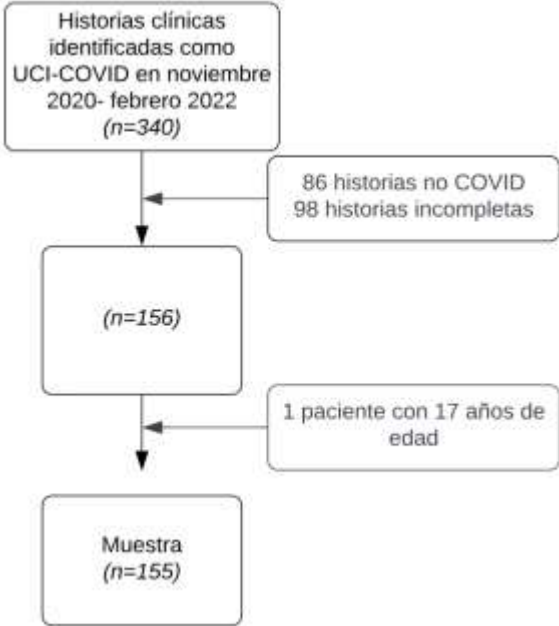 Historias clínicas
identificadas como
UCI-COVID en noviembre
2020- febrero 2022
(n=340)
86 historias no COVID
98 historias incompletas
(n=156)
1 paciente con 17 años de
edad
Muestra
(n=155)